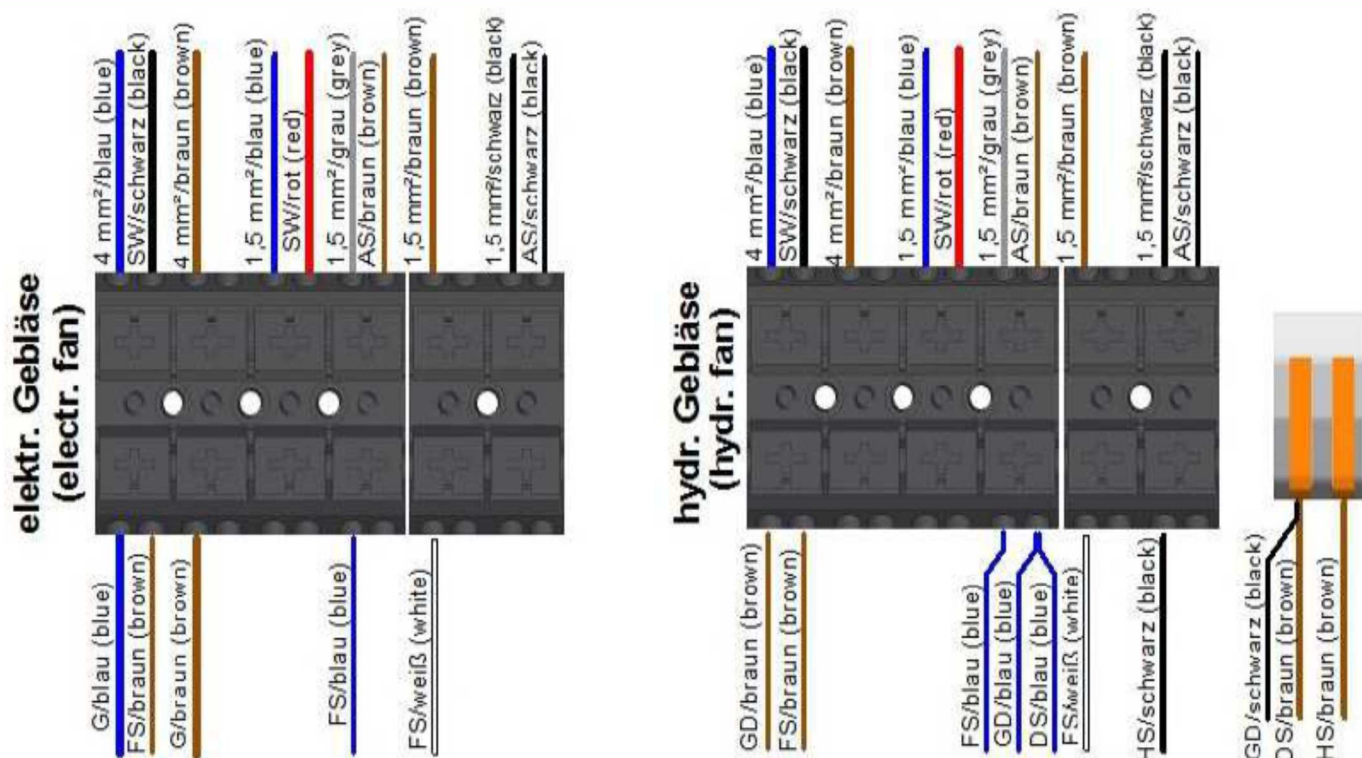 elektr. Gebläse
(electr. fan)
4 mm²/blau (blue)
SW/schwarz (black)
4 mm²/braun (brown)
1,5 mm²/blau (blue)
SW/rot (red)
1,5 mm²/grau (grey)
AS/braun (brown)
1,5 mm²/braun (brown)
1,5 mm²/schwarz (black)
AS/schwarz (black)
G/blau (blue)
FS/braun (brown)
G/braun (brown)
FS/blau (blue)
FS/weiß (white)
hydr. Gebläse
(hydr. fan)
4 mm²/blau (blue)
SW/schwarz (black)
4 mm²/braun (brown)
1,5 mm²/blau (blue)
SW/rot (red)
1,5 mm²/grau (grey)
AS/braun (brown)
1,5 mm²/braun (brown)
1,5 mm²/schwarz (black)
AS/schwarz (black)
GD/braun (brown)
FS/braun (brown)
FS/blau (blue)
GD/blau (blue)
DS/blau (blue)
FS/weiß (white)
HS/schwarz (black)
GD/schwarz (black)
DS/braun (brown)
HS/braun (brown)